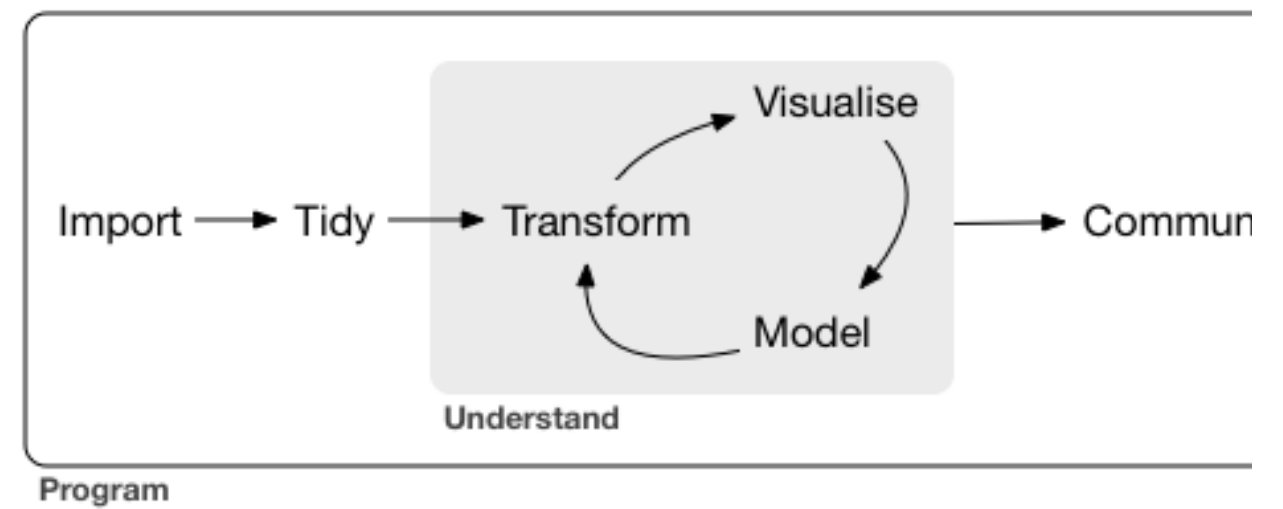 Visualise
Import Tidy Transform Commun
Model
Understand
Program